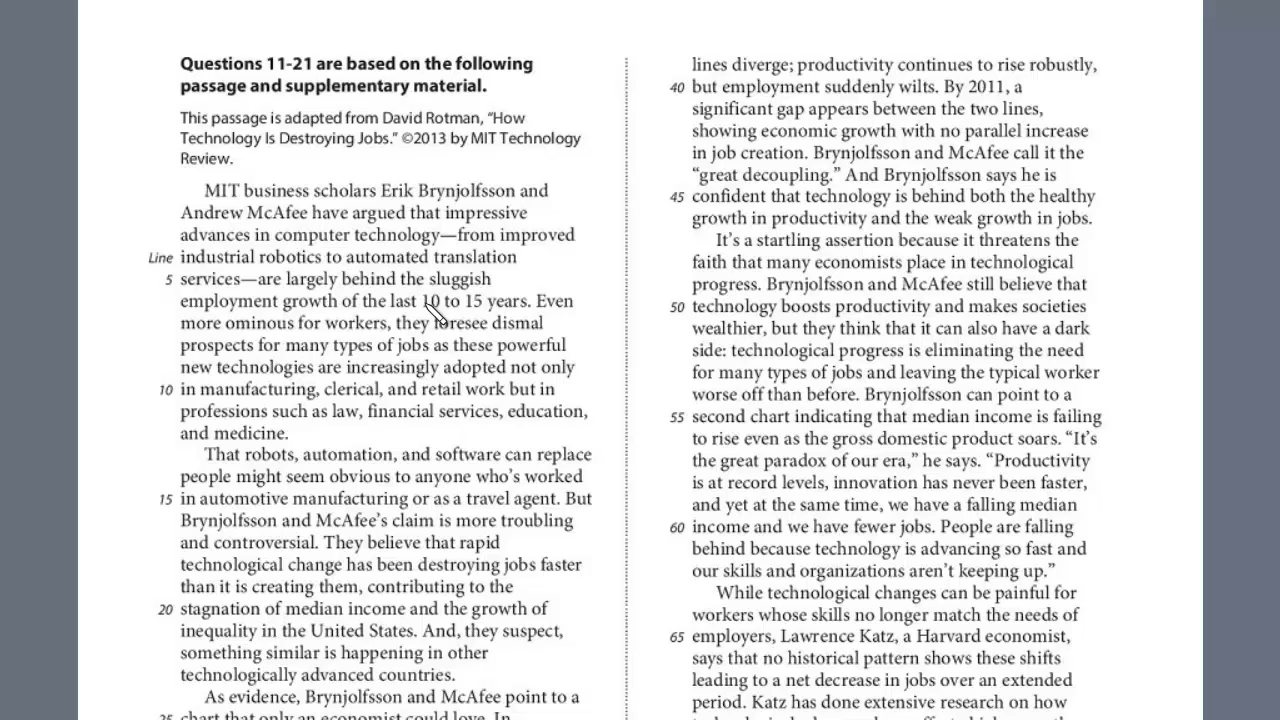 Questions 11-21 are based on the following
passage and supplementary material.
This passage is adapted from David Rotman, “How
Technology Is Destroying Jobs.” ©2013 by MIT Technology
Review.
MIT business scholars Erik Brynjolfsson and
Andrew McAfee have argued that impressive
advances in computer technology—from improved
Line industrial robotics to automated translation
5 services—are largely behind the sluggish
employment growth of the last 10 to 15 years. Even
more ominous for workers, they foresee dismal
prospects for many types of jobs as these powerful
new technologies are increasingly adopted not only
10 in manufacturing, clerical, and retail work but in
professions such as law, financial services, education,
and medicine.
That robots, automation, and software can replace
people might seem obvious to anyone who’s worked
15 in automotive manufacturing or as a travel agent. But
Brynjolfsson and McAfee’s claim is more troubling
and controversial. They believe that rapid
technological change has been destroying jobs faster
than it is creating them, contributing to the
20 stagnation of median income and the growth of
inequality in the United States. And, they suspect,
something similar is happening in other
technologically advanced countries.
As evidence, Brynjolfsson and McAfee point to a
25 chart that only an economist could love. In
lines diverge; productivity continues to rise robustly,
40 but employment suddenly wilts. By 2011, a
significant gap appears between the two lines,
showing economic growth with no parallel increase
in job creation. Brynjolfsson and McAfee call it the
“great decoupling.” And Brynjolfsson says he is
45 confident that technology is behind both the healthy
growth in productivity and the weak growth in jobs.
It’s a startling assertion because it threatens the
faith that many economists place in technological
progress. Brynjolfsson and McAfee still believe that
50 technology boosts productivity and makes societies
wealthier, but they think that it can also have a dark
side: technological progress is eliminating the need
for many types of jobs and leaving the typical worker
worse off than before. Brynjolfsson can point to a
55 second chart indicating that median income is failing
to rise even as the gross domestic product soars. “It’s
the great paradox of our era,” he says. “Productivity
is at record levels, innovation has never been faster,
and yet at the same time, we have a falling median
60 income and we have fewer jobs. People are falling
behind because technology is advancing so fast and
our skills and organizations aren’t keeping up.”
While technological changes can be painful for
workers whose skills no longer match the needs of
65 employers, Lawrence Katz, a Harvard economist,
says that no historical pattern shows these shifts
leading to a net decrease in jobs over an extended
period. Katz has done extensive research on how